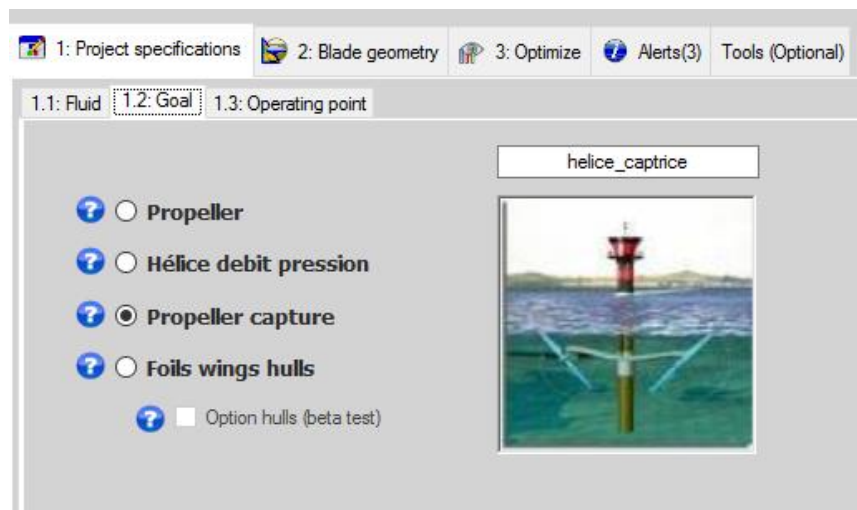 1: Project specifications 2: Blade geometry 3: Optimize Alerts(3) Tools (Optional)
1.1: Fluid 1.2: Goal 1.3: Operating point
helice_captrice
Propeller
Hélice debit pression
Propeller capture
Foils wings hulls
Option hulls (beta test)